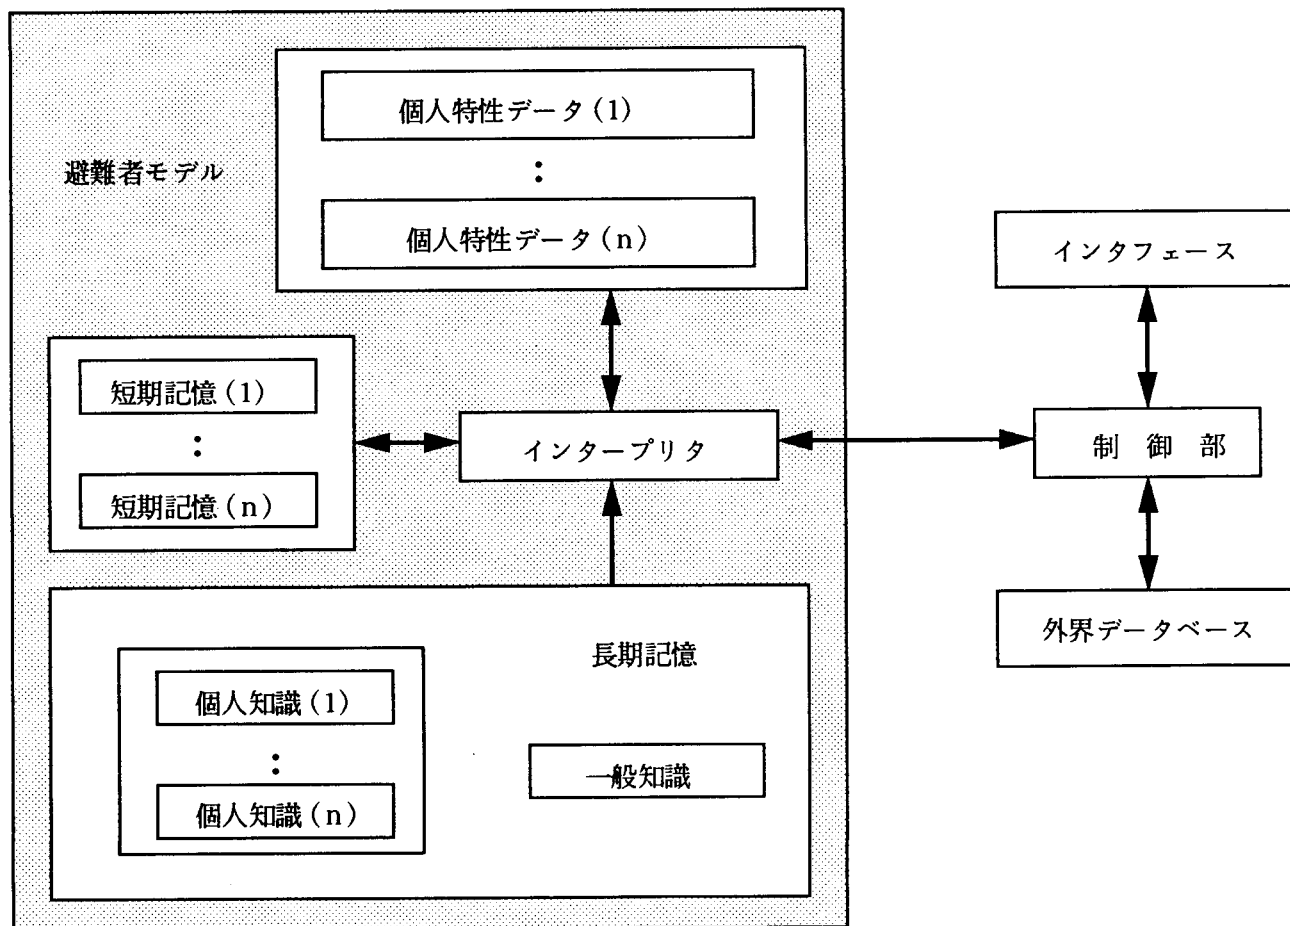 個人特性データ(1)
:
避難者モデル
個人特性データ(n)
インタフェース
短期記憶(1)
:
短期記憶(n)
インタープリタ
制 御 部
外界データベース
長期記憶
個人知識(1)
:
個人知識(n)
一般知識